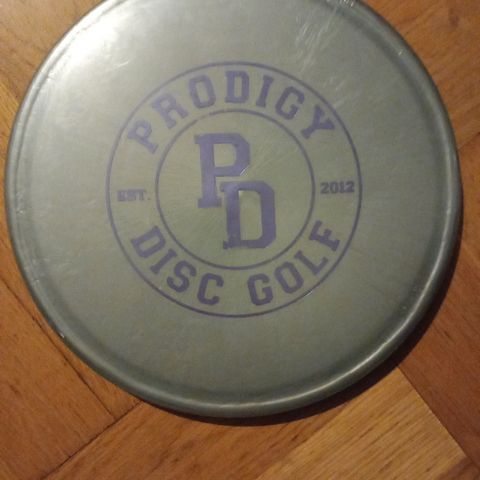 PRODIGY
EST. PD 2012
DISC GOLF